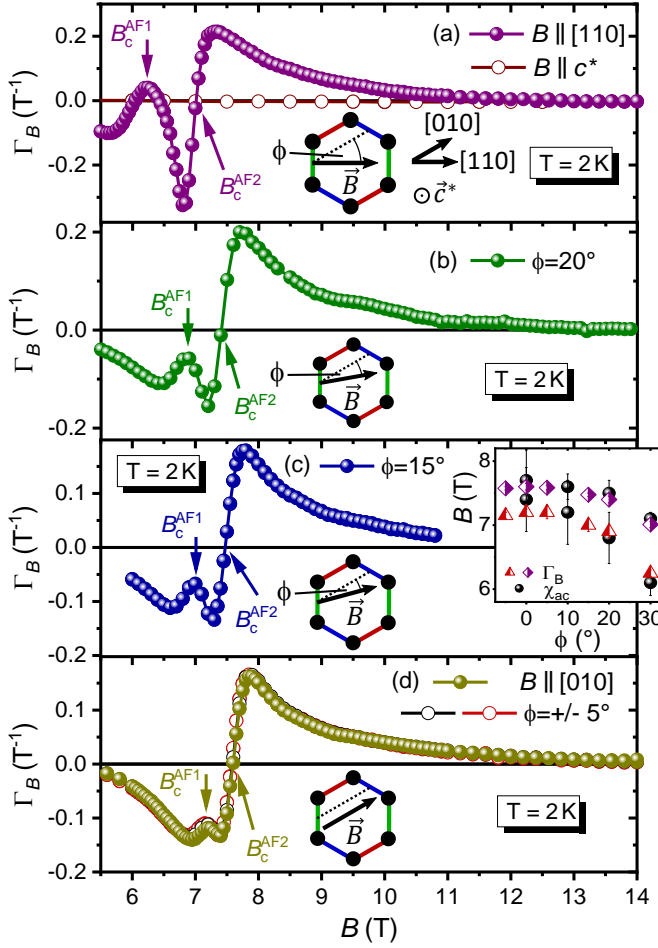 0.2
0.0
-0.2
Γ_B (T⁻¹)
B_c^AF1
B_c^AF2
(a)
B || [110]
B || c*
ϕ
B⃗
[010]
[110]
⊙ c⃗*
T = 2K
0.2
0.0
-0.2
Γ_B (T⁻¹)
B_c^AF1
B_c^AF2
(b)
ϕ=20°
ϕ
B⃗
T = 2K
0.1
0.0
-0.1
-0.2
Γ_B (T⁻¹)
T = 2K
B_c^AF1
B_c^AF2
(c)
ϕ=15°
ϕ
B⃗
8
7
6
B (T)
Γ_B
χ_ac
0 10 20 30
ϕ (°)
0.1
0.0
-0.1
-0.2
Γ_B (T⁻¹)
B_c^AF1
B_c^AF2
(d)
B || [010]
ϕ=+/- 5°
B⃗
T = 2K
6 7 8 9 10 11 12 13 14
B (T)